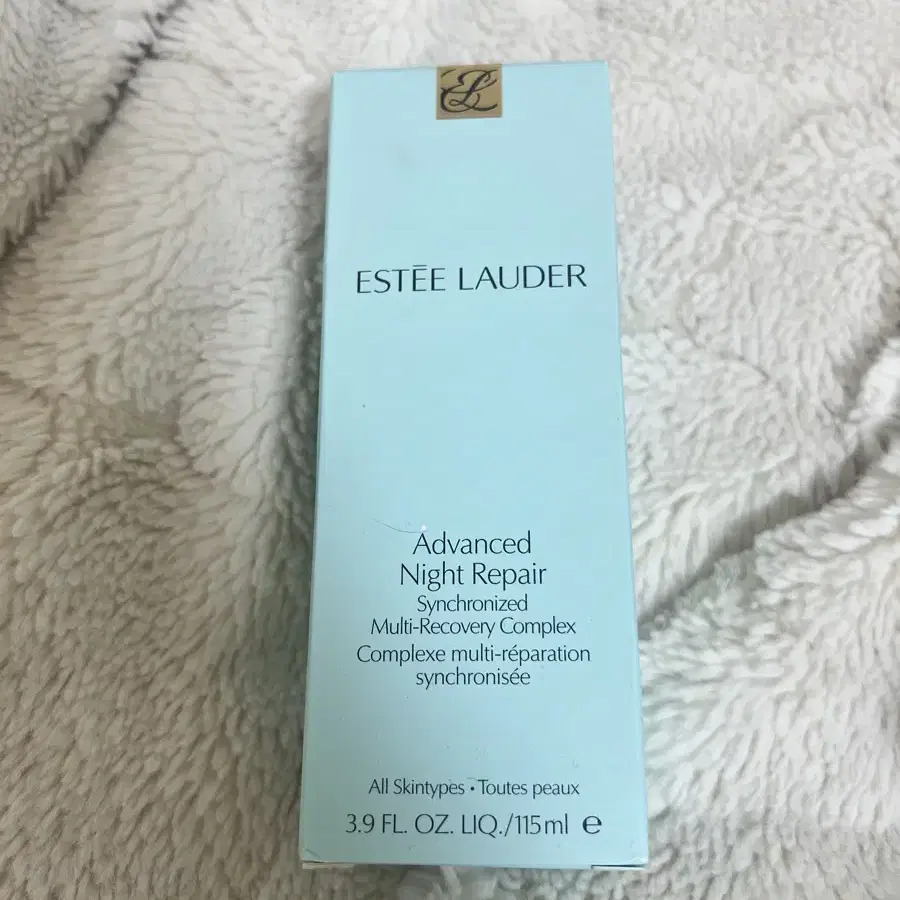 EL
ESTĒE LAUDER
Advanced
Night Repair
Synchronized
Multi-Recovery Complex
Complexe multi-réparation
synchronisée
All Skintypes • Toutes peaux
3.9 FL. OZ. LIQ./115ml ℮